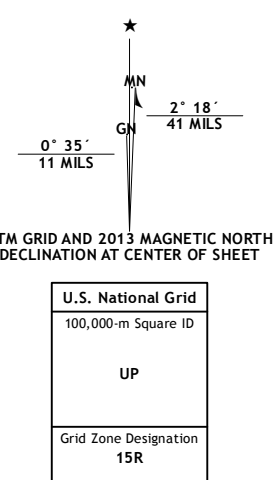 MN
GN
2° 18´
41 MILS
0° 35´
11 MILS
TM GRID AND 2013 MAGNETIC NORTH
DECLINATION AT CENTER OF SHEET
U.S. National Grid
100,000-m Square ID
UP
Grid Zone Designation
15R